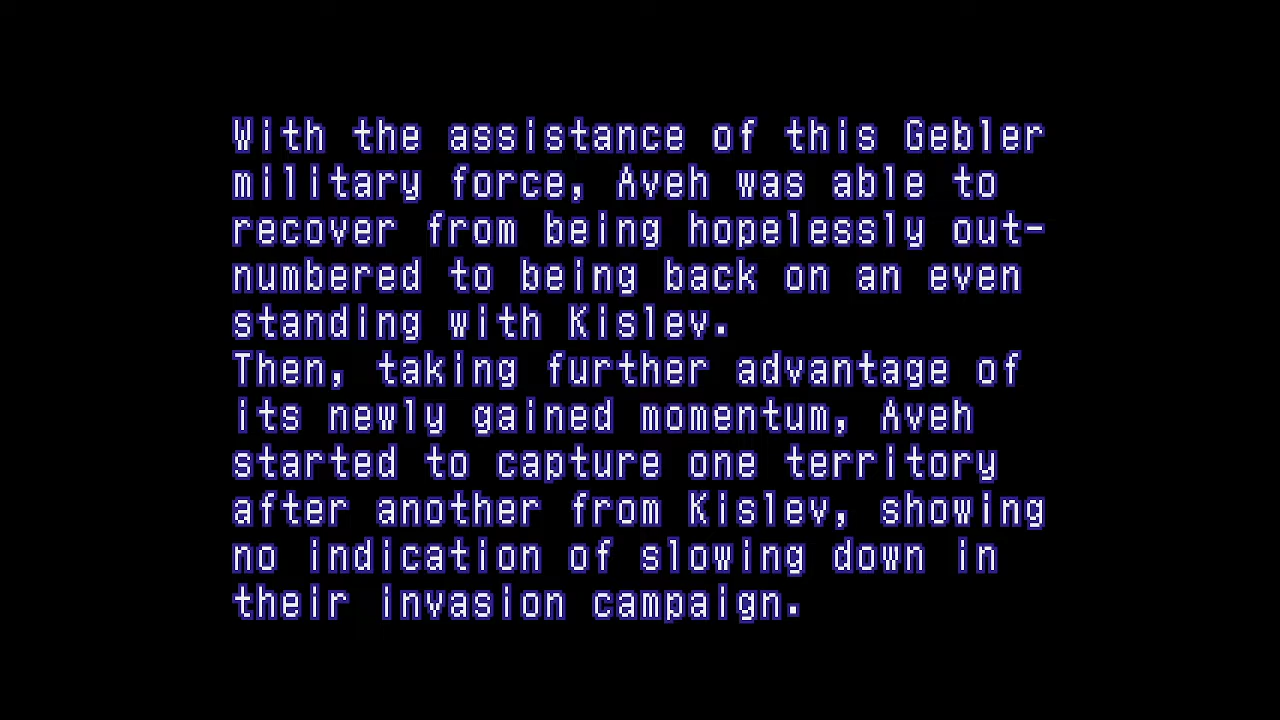 With the assistance of this Gebler
military force, Aveh was able to
recover from being hopelessly out-
numbered to being back on an even
standing with Kislev.
Then, taking further advantage of
its newly gained momentum, Aveh
started to capture one territory
after another from Kislev, showing
no indication of slowing down in
their invasion campaign.